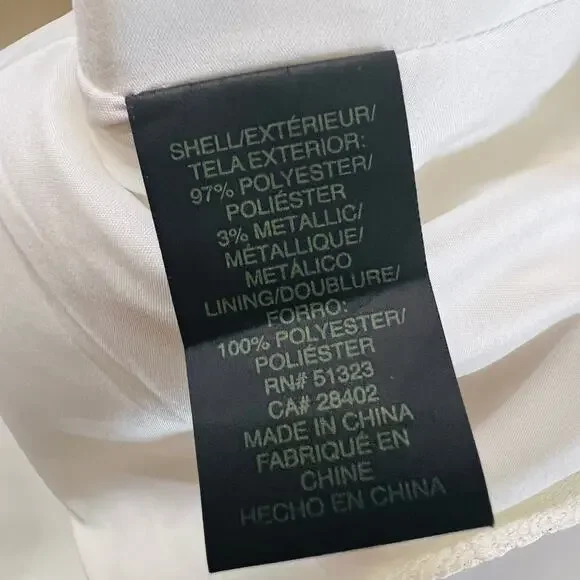 SHELL/EXTÉRIEUR/
TELA EXTERIOR:
97% POLYESTER/
POLIÉSTER
3% METALLIC/
MÉTALLIQUE/
METÁLICO
LINING/DOUBLURE/
FORRO:
100% POLYESTER/
POLIÉSTER
RN# 51323
CA# 28402
MADE IN CHINA
FABRIQUÉ EN
CHINE
HECHO EN CHINA